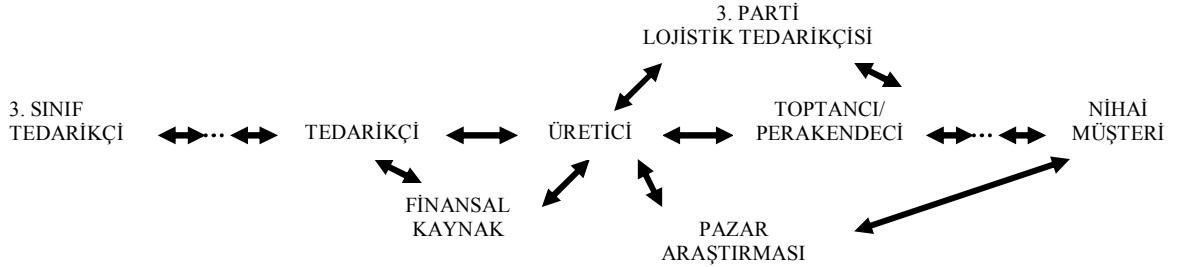 3. PARTİ
LOJİSTİK TEDARİKÇİSİ
3. SINIF
TEDARİKÇİ
...
TEDARİKÇİ
ÜRETİCİ
TOPTANCI/
PERAKENDECİ
...
NİHAİ
MÜŞTERİ
FİNANSAL
KAYNAK
PAZAR
ARAŞTIRMASI